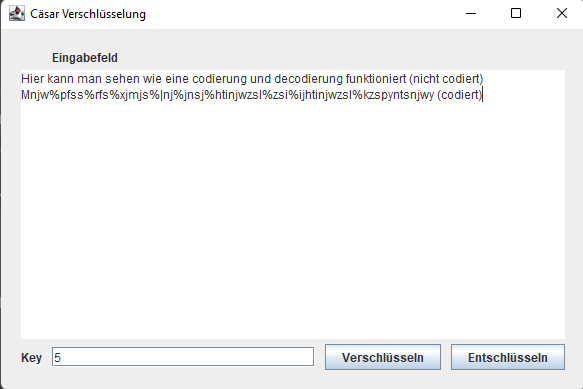 Cäsar Verschlüsselung
Eingabefeld
Hier kann man sehen wie eine codierung und decodierung funktioniert (nicht codiert)
Mnjw%pfss%rfs%xjmjs%|nj%jnsj%htinjwzsl%zsi%ijhtinjwzsl%kzspyntsnjwy (codiert)
Key
5
Verschlüsseln
Entschlüsseln